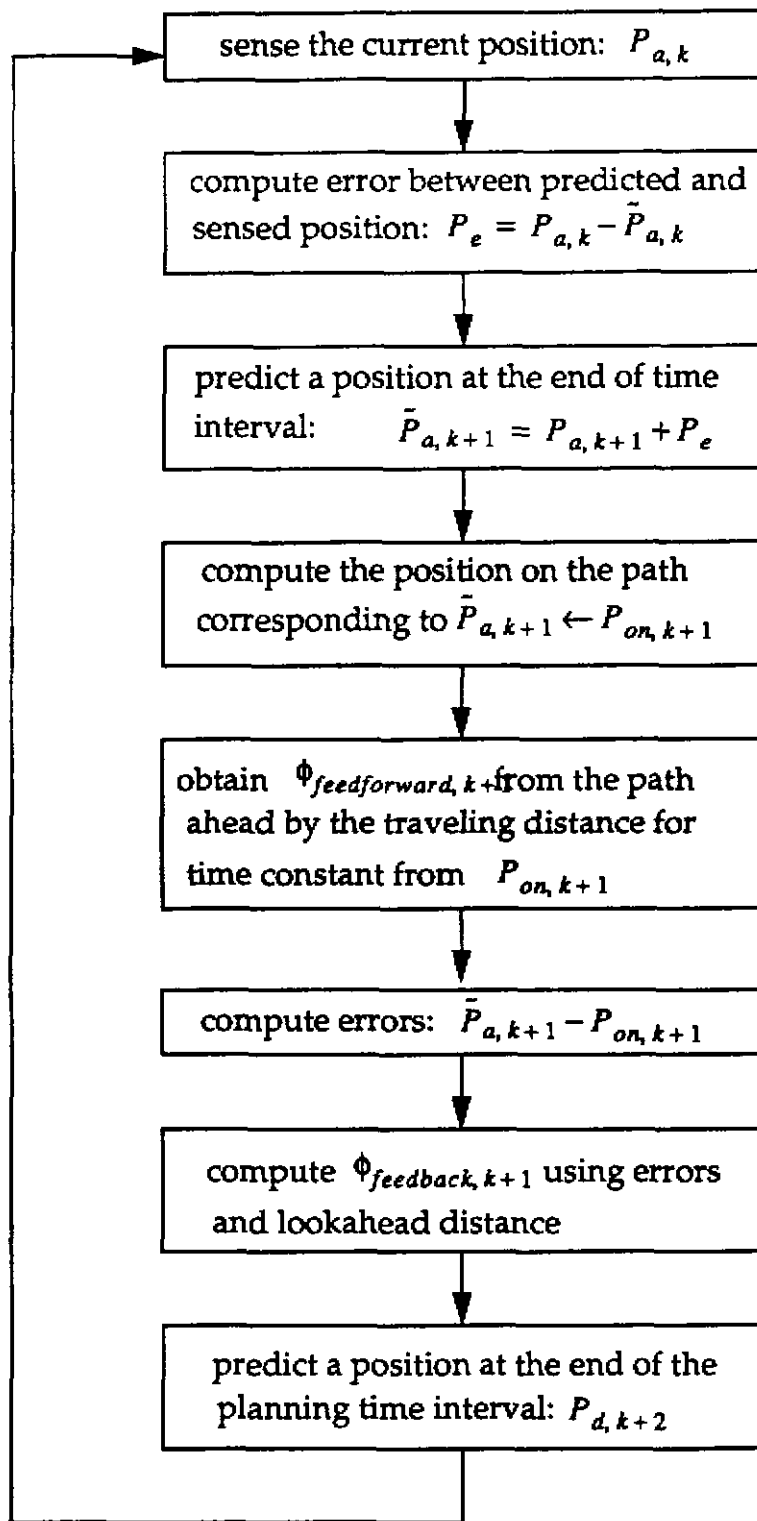 sense the current position: P_{a, k}
compute error between predicted and
sensed position: P_e = P_{a, k} − P̃_{a, k}
predict a position at the end of time
interval: P̃_{a, k+1} = P_{a, k+1} + P_e
compute the position on the path
corresponding to P̃_{a, k+1} ← P_{on, k+1}
obtain Φ_{feedforward, k+} from the path
ahead by the traveling distance for
time constant from P_{on, k+1}
compute errors: P̃_{a, k+1} − P_{on, k+1}
compute Φ_{feedback, k+1} using errors
and lookahead distance
predict a position at the end of the
planning time interval: P_{d, k+2}